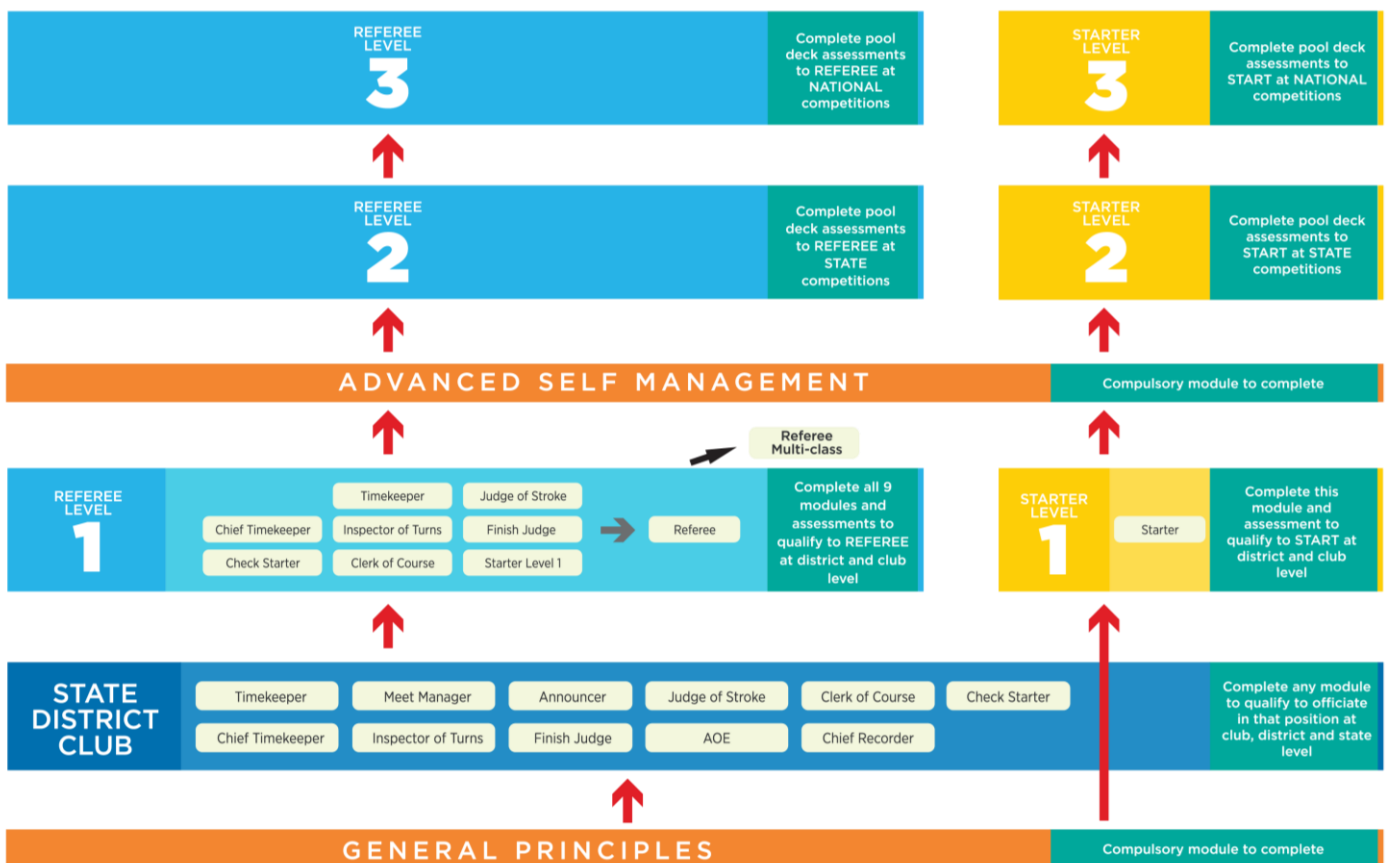 REFEREE
LEVEL
3
Complete pool
deck assessments
to REFEREE at
NATIONAL
competitions
STARTER
LEVEL
3
Complete pool deck
assessments to
START at NATIONAL
competitions
REFEREE
LEVEL
2
Complete pool
deck assessments
to REFEREE at
STATE
competitions
STARTER
LEVEL
2
Complete pool deck
assessments to
START at STATE
competitions
ADVANCED SELF MANAGEMENT
Compulsory module to complete
Referee
Multi-class
REFEREE
LEVEL
1
Timekeeper
Judge of Stroke
Chief Timekeeper
Inspector of Turns
Finish Judge
Referee
Check Starter
Clerk of Course
Starter Level 1
Complete all 9
modules and
assessments to
qualify to REFEREE
at district and club
level
STARTER
LEVEL
1
Starter
Complete this
module and
assessment to
qualify to START at
district and club
level
STATE
DISTRICT
CLUB
Timekeeper
Meet Manager
Announcer
Judge of Stroke
Clerk of Course
Check Starter
Chief Timekeeper
Inspector of Turns
Finish Judge
AOE
Chief Recorder
Complete any module
to qualify to officiate
in that position at
club, district and state
level
GENERAL PRINCIPLES
Compulsory module to complete